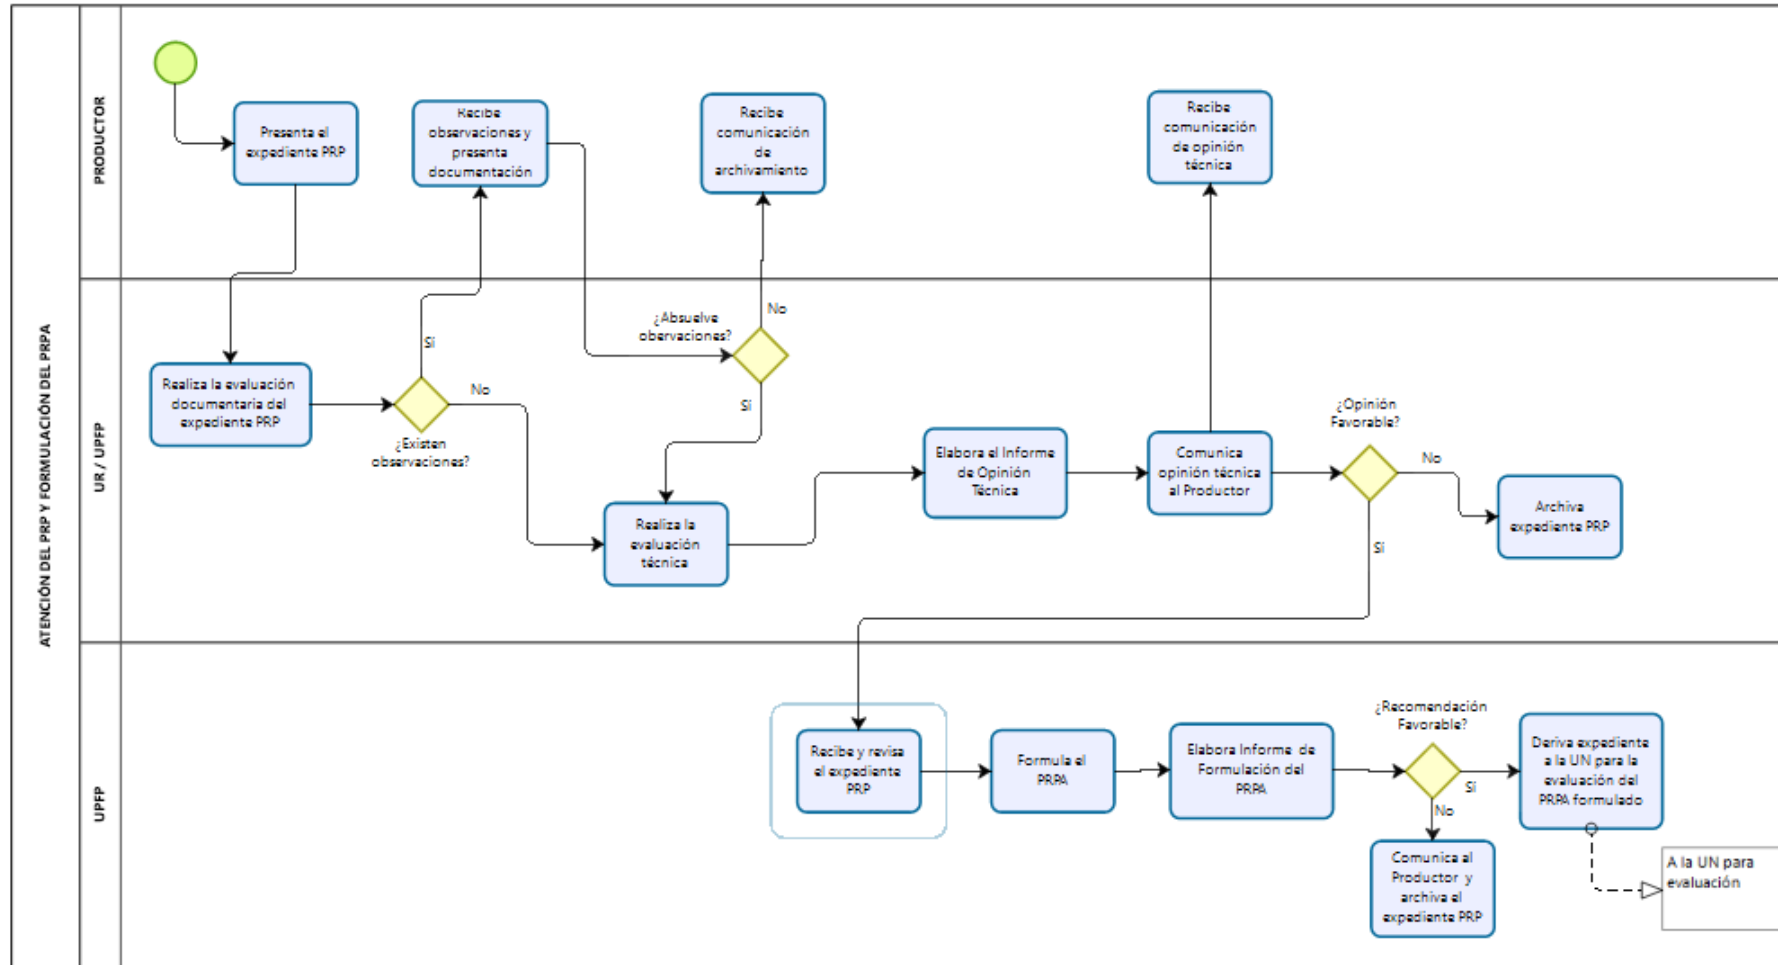 ATENCIÓN DEL PRP Y FORMULACIÓN DEL PRPA
PRODUCTOR
Presenta el
expediente PRP
Recibe
observaciones y
presenta
documentación
Recibe
comunicación
de
archivamiento
Recibe
comunicación
de opinión
técnica
UR / UPFP
Realiza la evaluación
documentaria del
expediente PRP
Sí
No
¿Existen
observaciones?
¿Absuelve
obervaciones?
No
Sí
Realiza la
evaluación
técnica
Elabora el Informe
de Opinión
Técnica
Comunica
opinión técnica
al Productor
¿Opinión
Favorable?
No
Sí
Archiva
expediente PRP
UPFP
Recibe y revisa
el expediente
PRP
Formula el
PRPA
Elabora Informe de
Formulación del
PRPA
¿Recomendación
Favorable?
Sí
No
Deriva expediente
a la UN para la
evaluación del
PRPA formulado
Comunica al
Productor y
archiva el
expediente PRP
A la UN para
evaluación